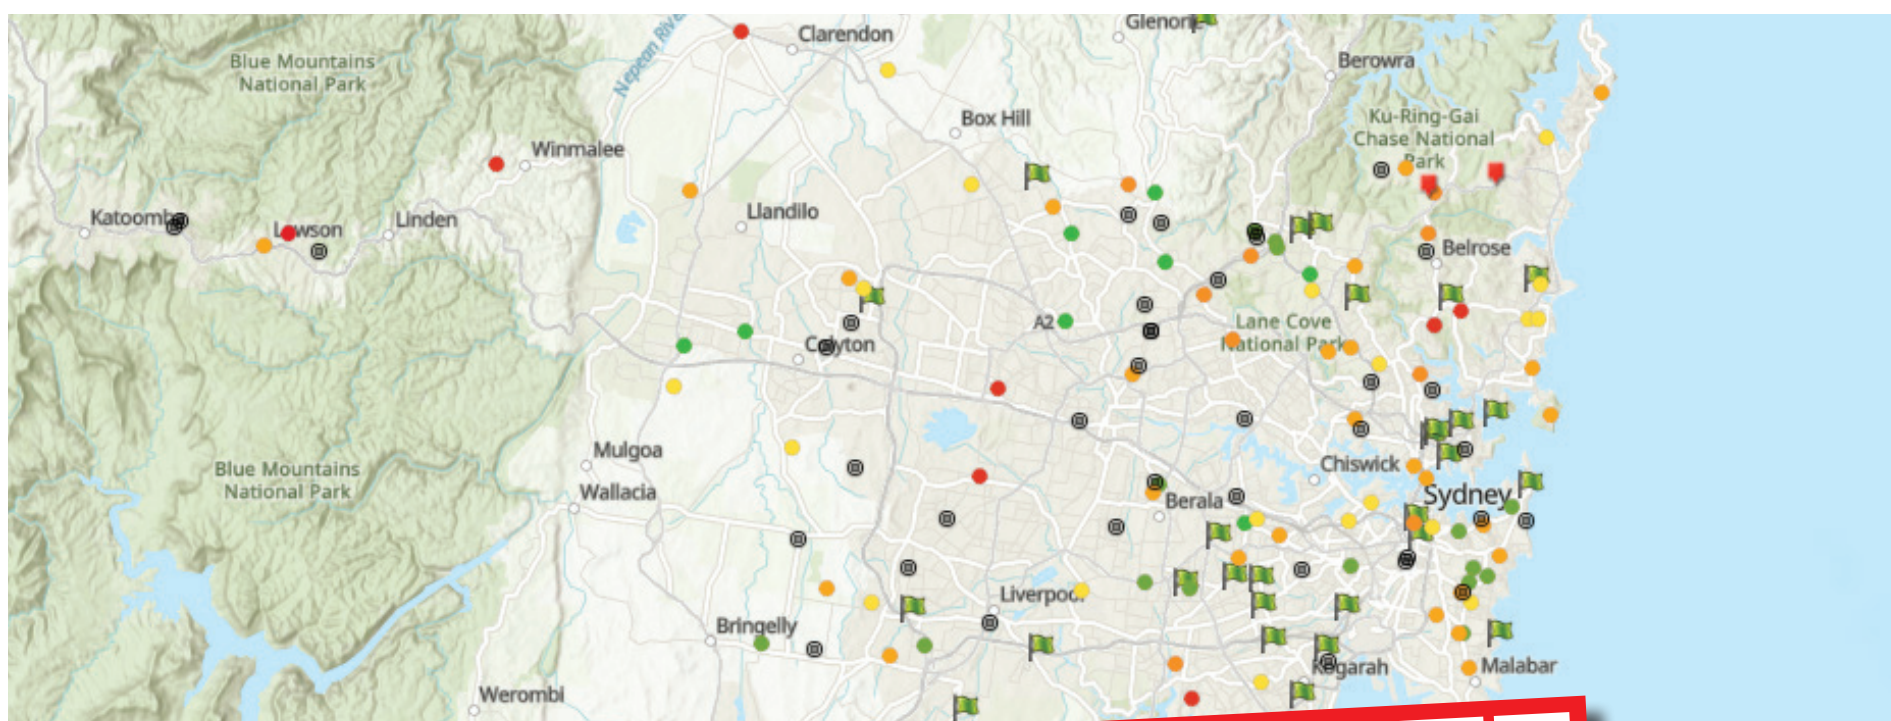 Glenorie
Clarendon
Nepean River
Berowra
Blue Mountains
National Park
Box Hill
Ku-Ring-Gai
Chase National
Park
Winmalee
Llandilo
Katoomba
Lawson
Linden
Belrose
A2
Lane Cove
National Park
Colyton
Mulgoa
Chiswick
Blue Mountains
National Park
Wallacia
Sydney
Berala
Liverpool
Bringelly
Kogarah
Malabar
Werombi